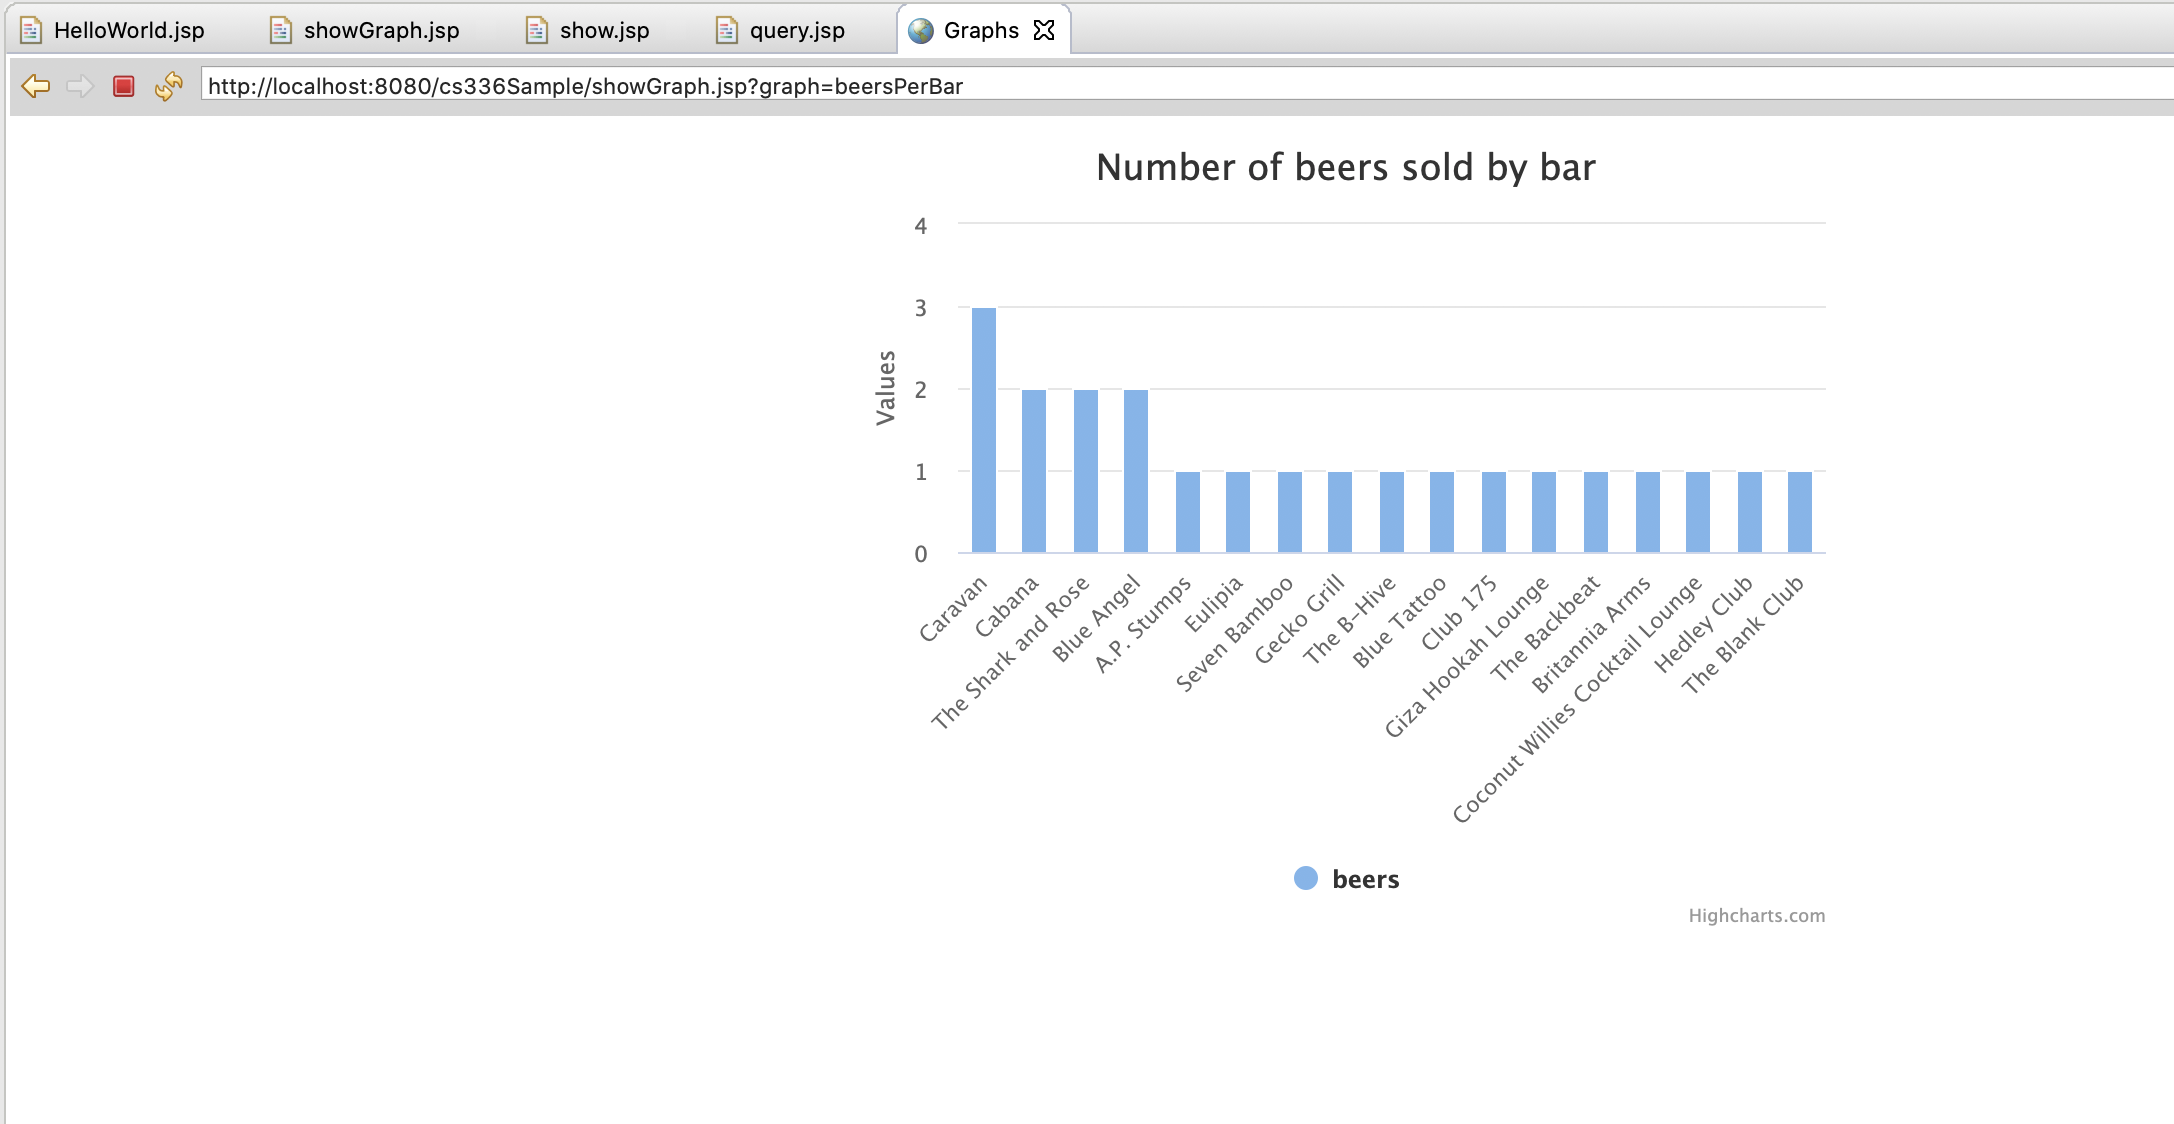 HelloWorld.jsp showGraph.jsp show.jsp query.jsp Graphs
http://localhost:8080/cs336Sample/showGraph.jsp?graph=beersPerBar
Number of beers sold by bar
4
3
2
1
0
Values
Caravan
Cabana
The Shark and Rose
Blue Angel
A.P. Stumps
Eulipia
Seven Bamboo
Gecko Grill
The B-Hive
Blue Tattoo
Club 175
Giza Hookah Lounge
The Backbeat
Britannia Arms
Coconut Willies Cocktail Lounge
Hedley Club
The Blank Club
beers
Highcharts.com